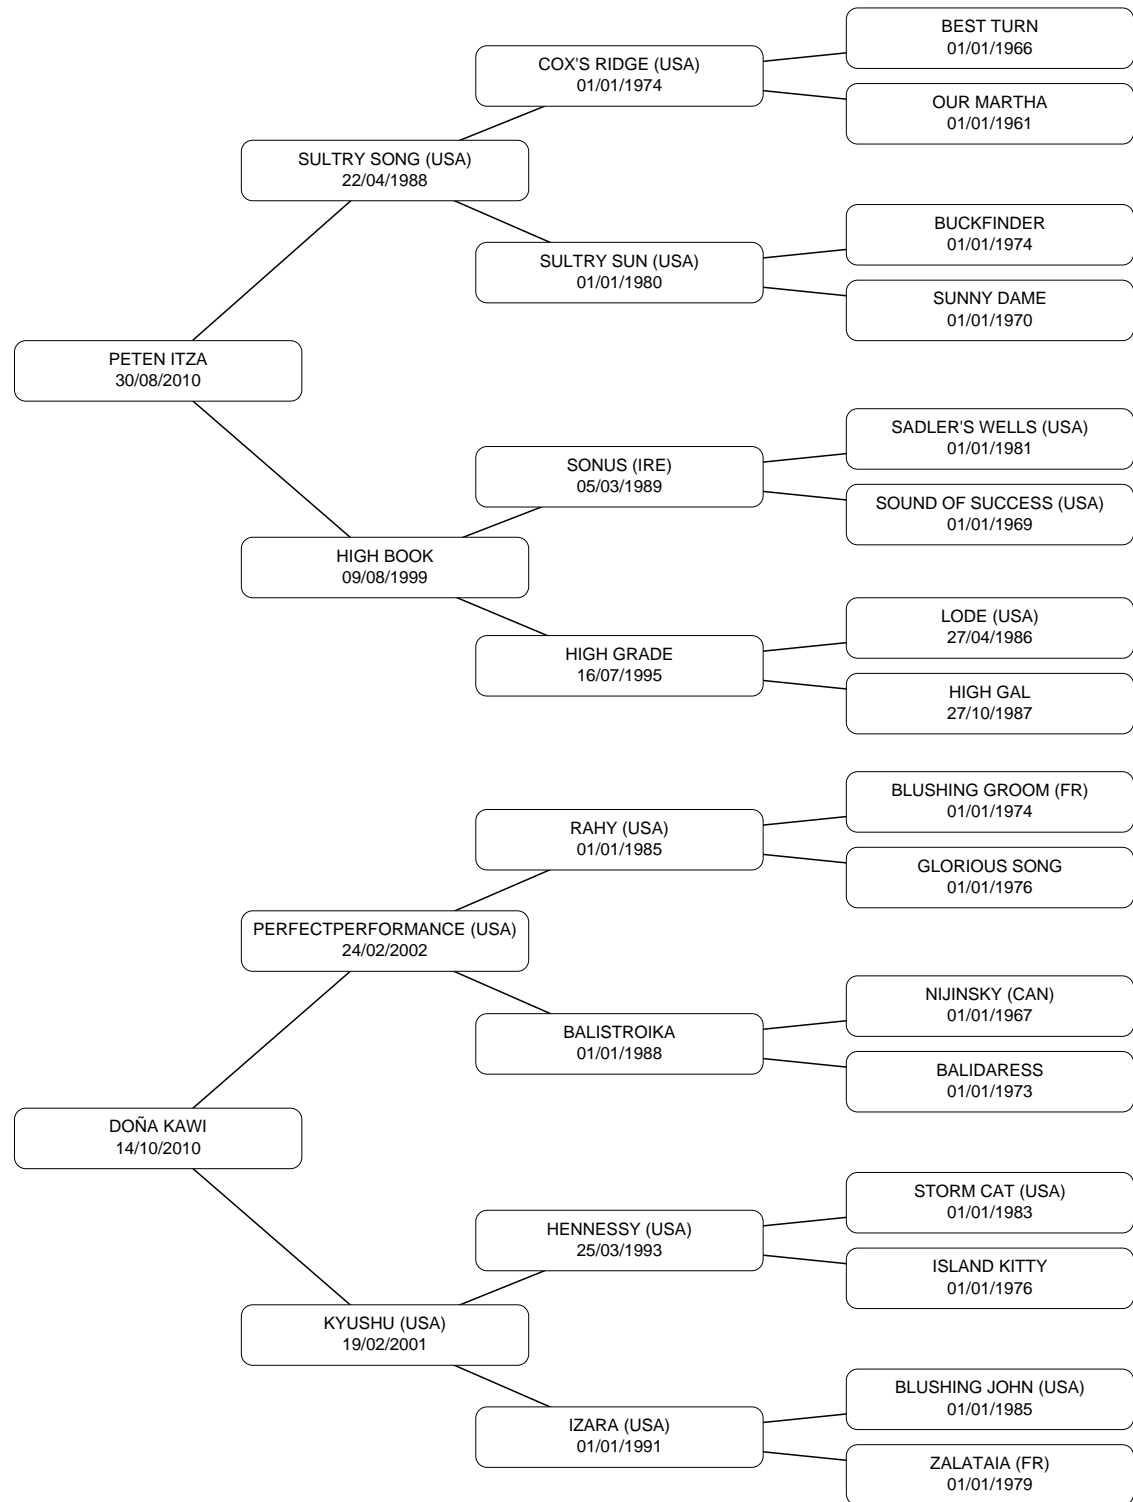 BEST TURN
01/01/1966
COX'S RIDGE (USA)
01/01/1974
OUR MARTHA
01/01/1961
SULTRY SONG (USA)
22/04/1988
BUCKFINDER
01/01/1974
SULTRY SUN (USA)
01/01/1980
SUNNY DAME
01/01/1970
PETEN ITZA
30/08/2010
SADLER'S WELLS (USA)
01/01/1981
SONUS (IRE)
05/03/1989
SOUND OF SUCCESS (USA)
01/01/1969
HIGH BOOK
09/08/1999
LODE (USA)
27/04/1986
HIGH GRADE
16/07/1995
HIGH GAL
27/10/1987
BLUSHING GROOM (FR)
01/01/1974
RAHY (USA)
01/01/1985
GLORIOUS SONG
01/01/1976
PERFECTPERFORMANCE (USA)
24/02/2002
NIJINSKY (CAN)
01/01/1967
BALISTROIKA
01/01/1988
BALIDARESS
01/01/1973
DOÑA KAWI
14/10/2010
STORM CAT (USA)
01/01/1983
HENNESSY (USA)
25/03/1993
ISLAND KITTY
01/01/1976
KYUSHU (USA)
19/02/2001
BLUSHING JOHN (USA)
01/01/1985
IZARA (USA)
01/01/1991
ZALATAIA (FR)
01/01/1979